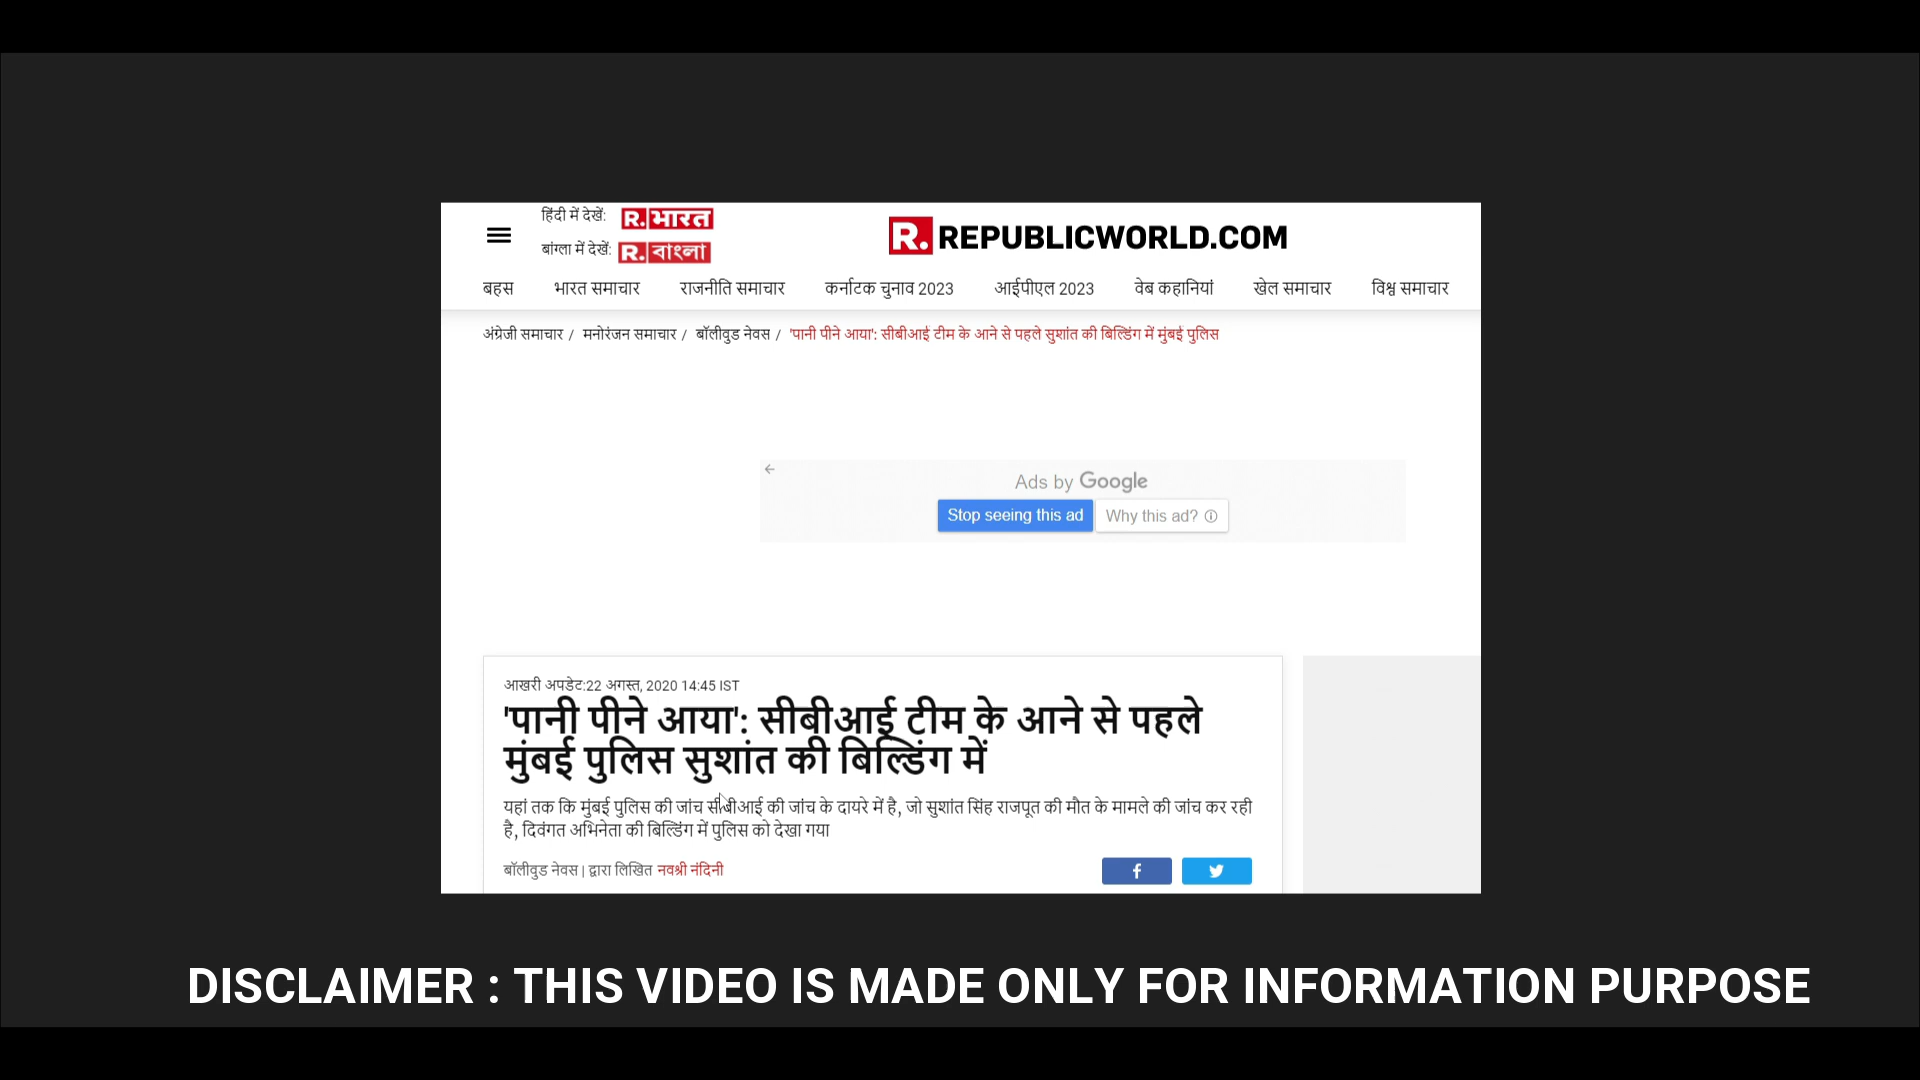 हिंदी में देखें: R. भारत
R. REPUBLICWORLD.COM
बांग्ला में देखें: R. বাংলা
बहस भारत समाचार राजनीति समाचार कर्नाटक चुनाव 2023 आईपीएल 2023 वेब कहानियां खेल समाचार विश्व समाचार
अंग्रेजी समाचार / मनोरंजन समाचार / बॉलीवुड नेवस / 'पानी पीने आया': सीबीआई टीम के आने से पहले सुशांत की बिल्डिंग में मुंबई पुलिस
Ads by Google
Stop seeing this ad Why this ad?
आखरी अपडेट:22 अगस्त, 2020 14:45 IST
'पानी पीने आया': सीबीआई टीम के आने से पहले
मुंबई पुलिस सुशांत की बिल्डिंग में
यहां तक कि मुंबई पुलिस की जांच सीबीआई की जांच के दायरे में है, जो सुशांत सिंह राजपूत की मौत के मामले की जांच कर रही
है, दिवंगत अभिनेता की बिल्डिंग में पुलिस को देखा गया
बॉलीवुड नेवस | द्वारा लिखित नवश्री नंदिनी
DISCLAIMER : THIS VIDEO IS MADE ONLY FOR INFORMATION PURPOSE